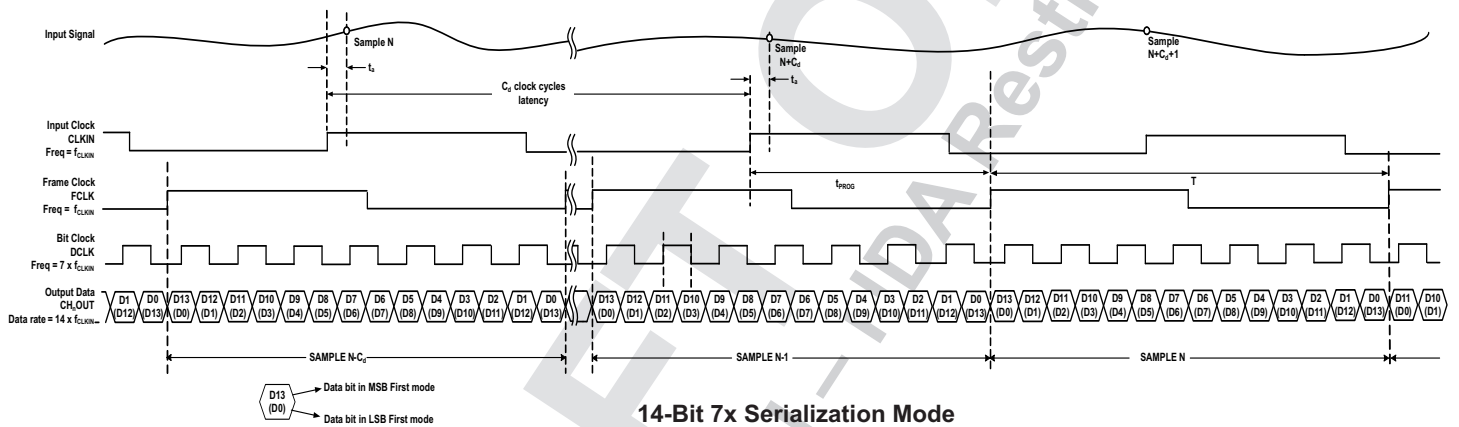 Input Signal
Sample N
Sample
N+Cd
Sample
N+Cd+1
ta
ta
Cd clock cycles
latency
Input Clock
CLKIN
Freq = fCLKIN
tPROG
T
Frame Clock
FCLK
Freq = fCLKIN
Bit Clock
DCLK
Freq = 7 x fCLKIN
Output Data
CHnOUT
Data rate = 14 x fCLKIN
D1 D0 D13 D12 D11 D10 D9 D8 D7 D6 D5 D4 D3 D2 D1 D0 D13 D12 D11 D10 D9 D8 D7 D6 D5 D4 D3 D2 D1 D0 D13 D12 D11 D10 D9 D8 D7 D6 D5 D4 D3 D2 D1 D0 D11 D10
(D12) (D13) (D0) (D1) (D2) (D3) (D4) (D5) (D6) (D7) (D8) (D9) (D10) (D11) (D12) (D13) (D0) (D1) (D2) (D3) (D4) (D5) (D6) (D7) (D8) (D9) (D10) (D11) (D12) (D13) (D0) (D1) (D2) (D3) (D4) (D5) (D6) (D7) (D8) (D9) (D10) (D11) (D12) (D13) (D0) (D1)
SAMPLE N-Cd
SAMPLE N-1
SAMPLE N
D13
(D0)
Data bit in MSB First mode
Data bit in LSB First mode
14-Bit 7x Serialization Mode